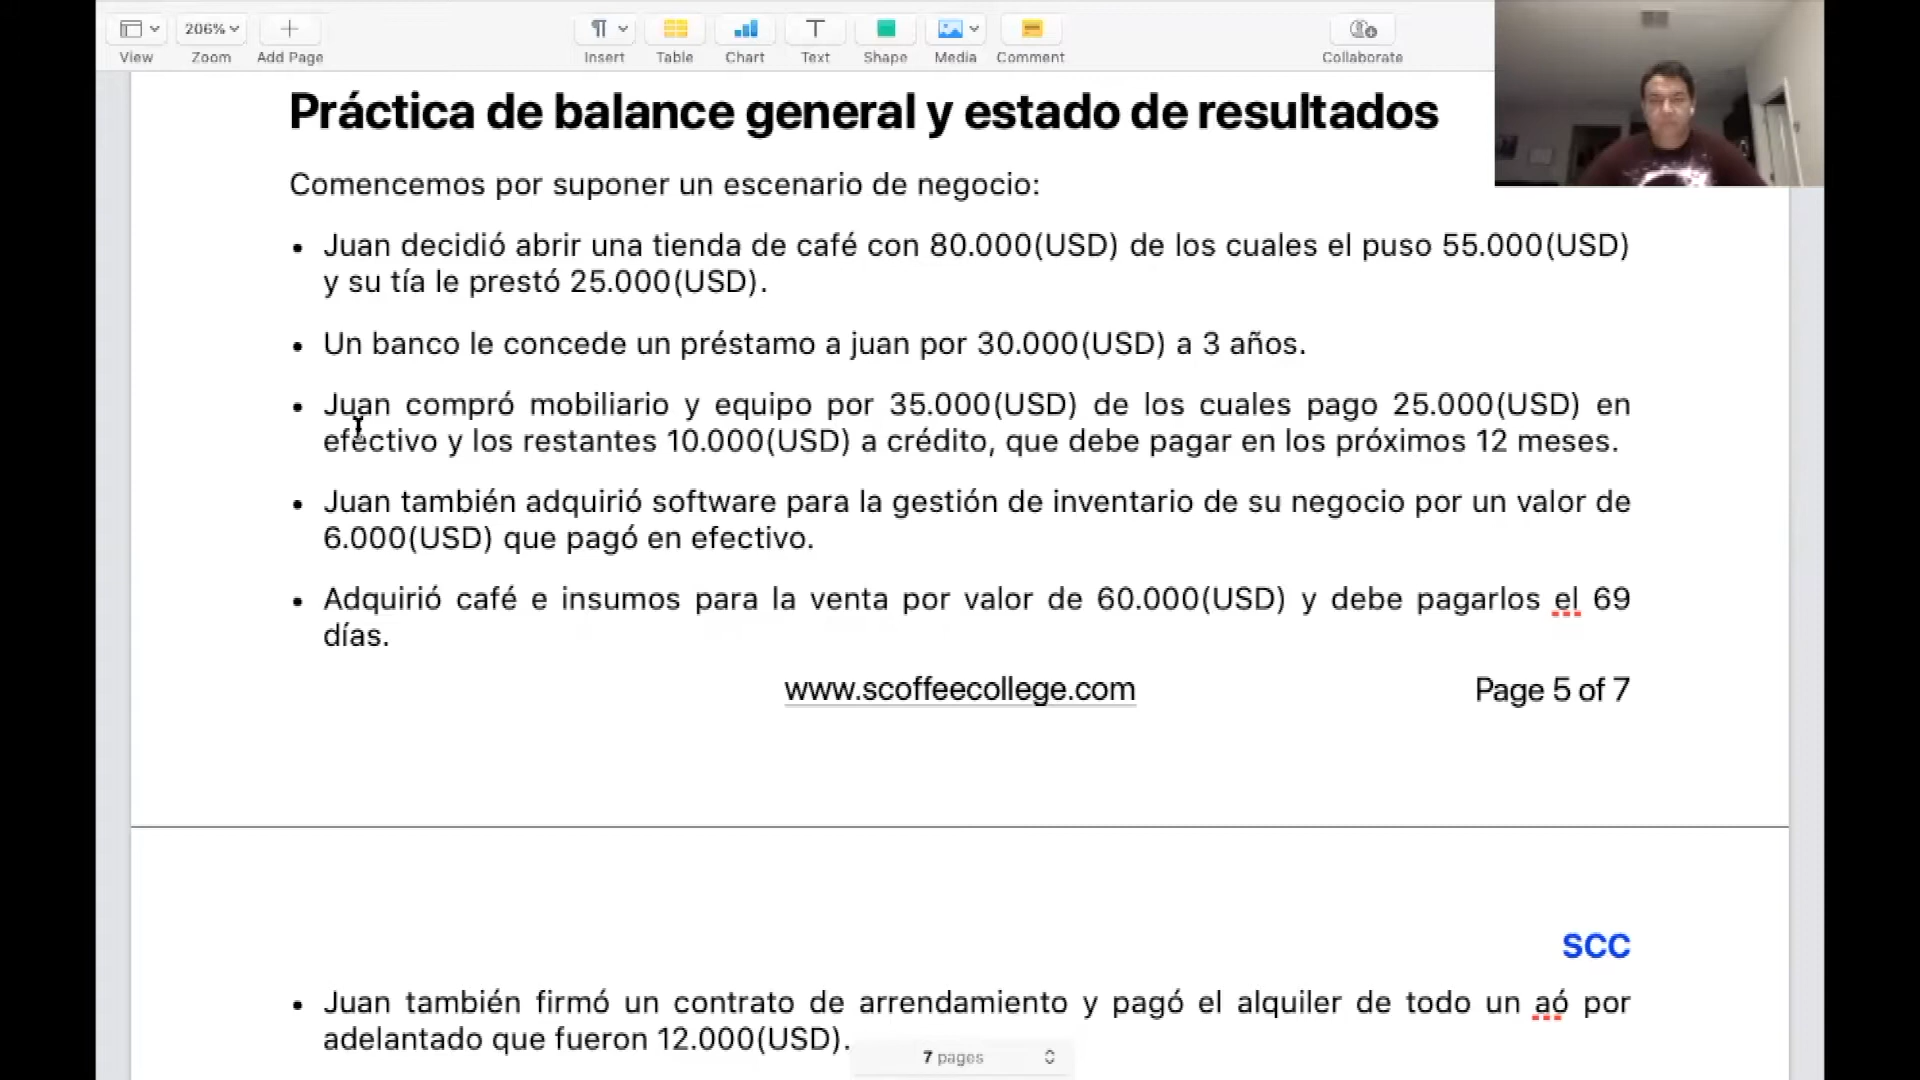 206%
View
Zoom
Add Page
Insert
Table
Chart
Text
Shape
Media
Comment
Collaborate
Práctica de balance general y estado de resultados
Comencemos por suponer un escenario de negocio:
• Juan decidió abrir una tienda de café con 80.000(USD) de los cuales el puso 55.000(USD)
y su tía le prestó 25.000(USD).
• Un banco le concede un préstamo a juan por 30.000(USD) a 3 años.
• Juan compró mobiliario y equipo por 35.000(USD) de los cuales pago 25.000(USD) en
efectivo y los restantes 10.000(USD) a crédito, que debe pagar en los próximos 12 meses.
• Juan también adquirió software para la gestión de inventario de su negocio por un valor de
6.000(USD) que pagó en efectivo.
• Adquirió café e insumos para la venta por valor de 60.000(USD) y debe pagarlos el 69
días.
www.scoffeecollege.com
Page 5 of 7
SCC
• Juan también firmó un contrato de arrendamiento y pagó el alquiler de todo un aó por
adelantado que fueron 12.000(USD).
7 pages